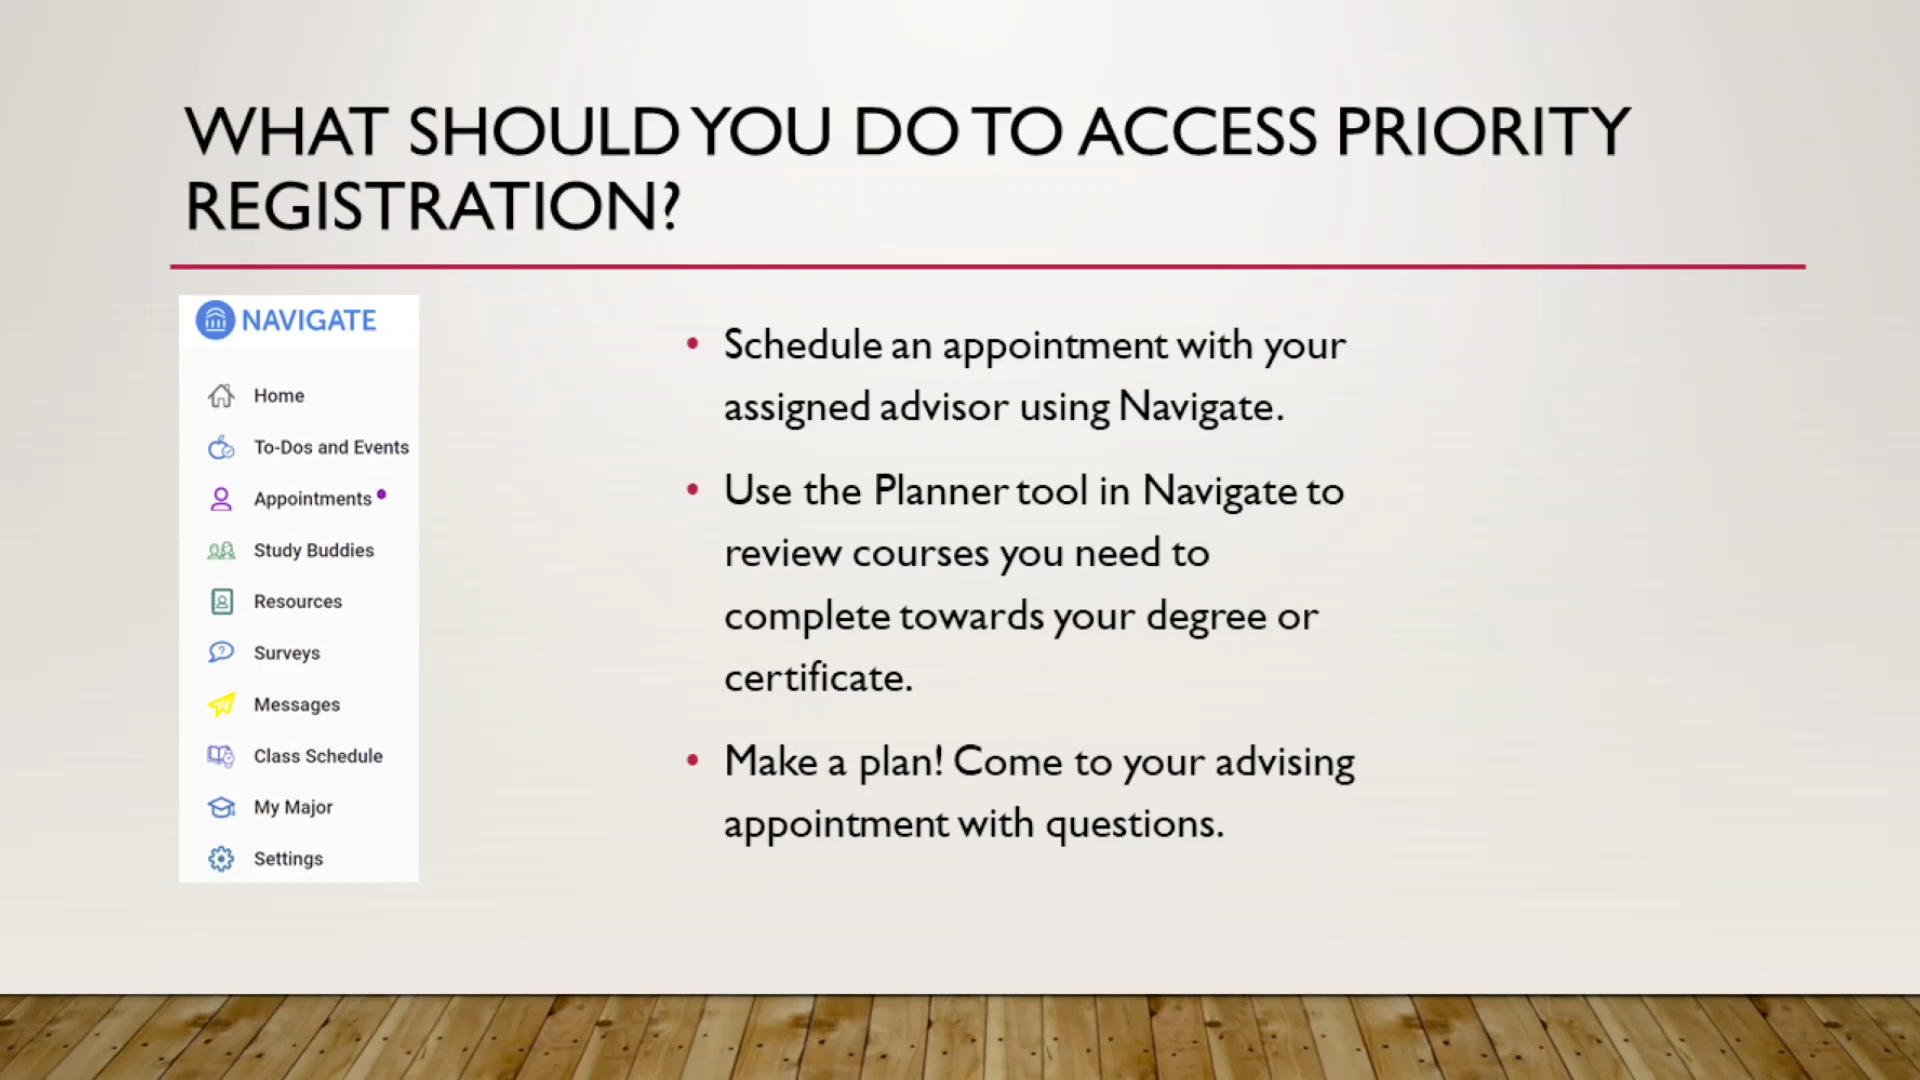 WHAT SHOULD YOU DO TO ACCESS PRIORITY
REGISTRATION?
NAVIGATE
Home
To-Dos and Events
Appointments
Study Buddies
Resources
Surveys
Messages
Class Schedule
My Major
Settings
• Schedule an appointment with your
assigned advisor using Navigate.
• Use the Planner tool in Navigate to
review courses you need to
complete towards your degree or
certificate.
• Make a plan! Come to your advising
appointment with questions.